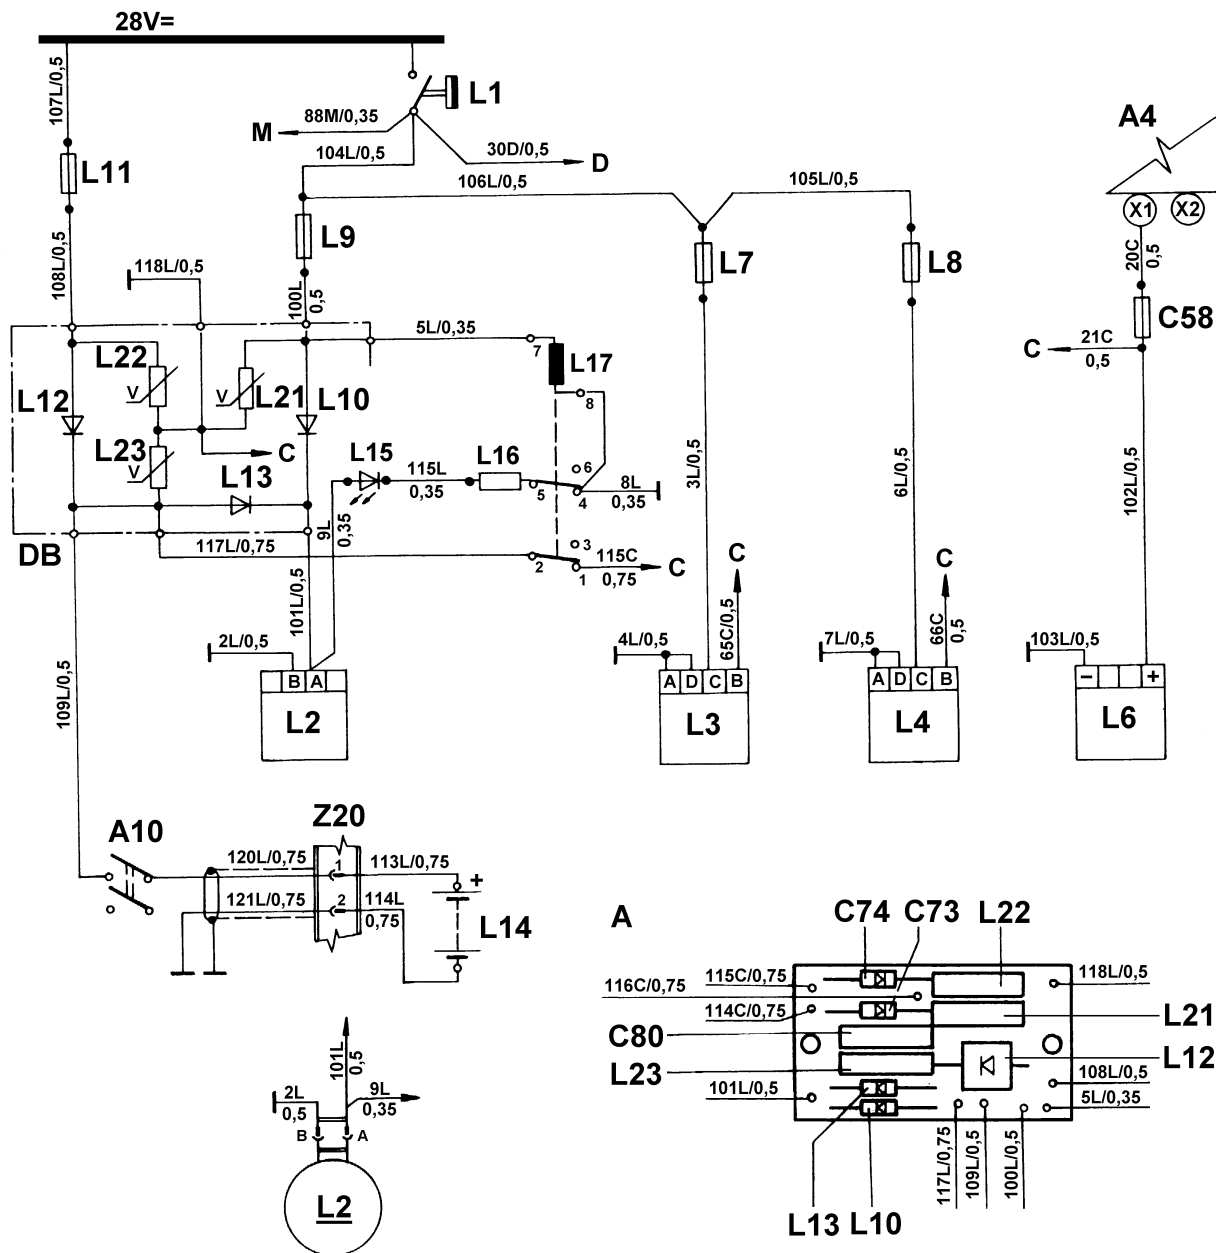 28V=
107L/0,5
L1
88M/0,35
M
A4
104L/0,5
30D/0,5
D
L11
106L/0,5
105L/0,5
X1
X2
L9
L7
L8
20C
0,5
108L/0,5
118L/0,5
100L
0,5
C58
5L/0,35
21C
0,5
C
7
L17
L22
V
L21
V
L10
L12
8
L23
V
C
L15
115L
0,35
L16
6
5
4
8L
0,35
3L/0,5
6L/0,5
102L/0,5
L13
9L
0,35
DB
117L/0,75
3
2
1
115C
0,75
C
C
C
101L/0,5
65C/0,5
66C
0,5
2L/0,5
4L/0,5
7L/0,5
103L/0,5
B A
A D C B
A D C B
− +
L2
L3
L4
L6
109L/0,5
Z20
A10
120L/0,75
1
113L/0,75
+
121L/0,75
2
114L
0,75
L14
A
C74
C73
L22
115C/0,75
118L/0,5
116C/0,75
114C/0,75
L21
C80
L12
L23
108L/0,5
101L/0,5
5L/0,35
117L/0,75
109L/0,5
100L/0,5
L13
L10
101L
0,5
2L
0,5
9L
0,35
B
A
L2